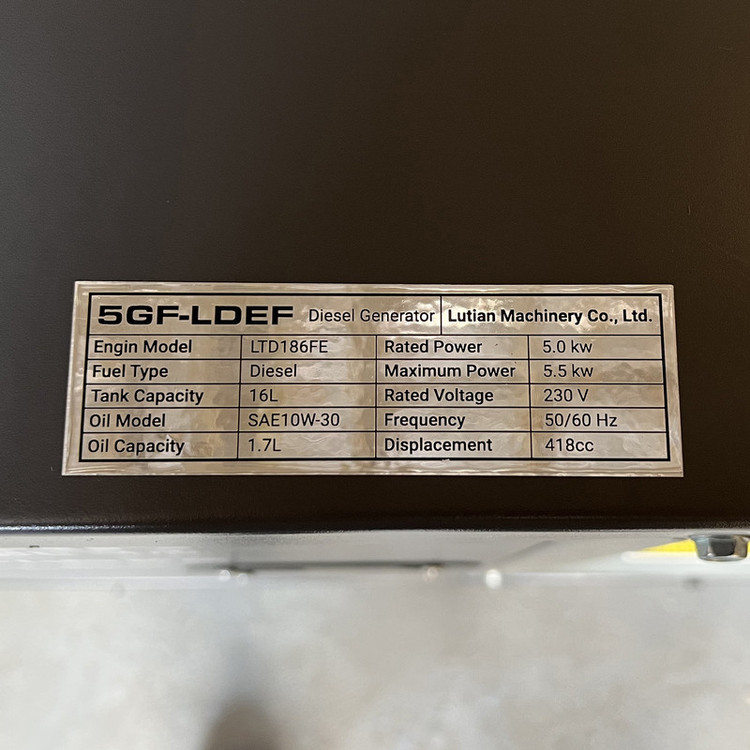 5GF-LDEF Diesel Generator Lutian Machinery Co., Ltd.
Engin Model LTD186FE Rated Power 5.0 kw
Fuel Type Diesel Maximum Power 5.5 kw
Tank Capacity 16L Rated Voltage 230 V
Oil Model SAE10W-30 Frequency 50/60 Hz
Oil Capacity 1.7L Displacement 418cc